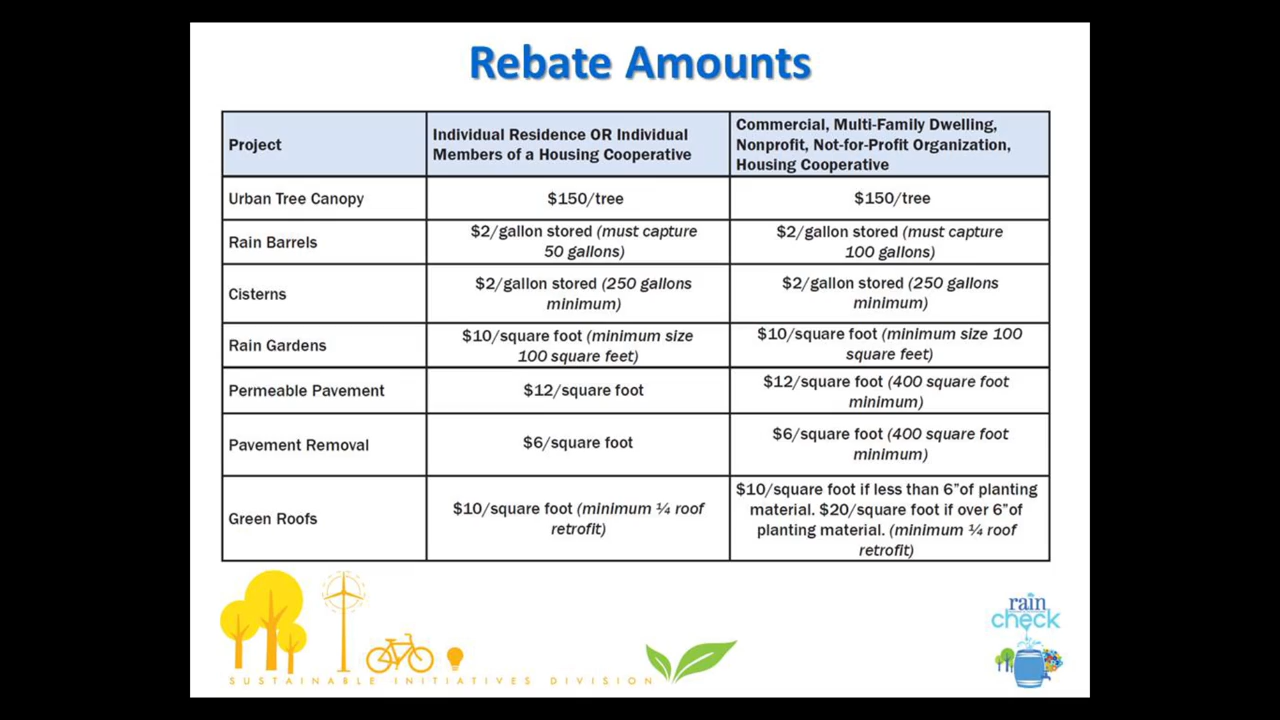 Rebate Amounts
Project
Individual Residence OR Individual
Members of a Housing Cooperative
Commercial, Multi-Family Dwelling,
Nonprofit, Not-for-Profit Organization,
Housing Cooperative
Urban Tree Canopy
$150/tree
$150/tree
Rain Barrels
$2/gallon stored (must capture
50 gallons)
$2/gallon stored (must capture
100 gallons)
Cisterns
$2/gallon stored (250 gallons
minimum)
$2/gallon stored (250 gallons
minimum)
Rain Gardens
$10/square foot (minimum size
100 square feet)
$10/square foot (minimum size 100
square feet)
Permeable Pavement
$12/square foot
$12/square foot (400 square foot
minimum)
Pavement Removal
$6/square foot
$6/square foot (400 square foot
minimum)
Green Roofs
$10/square foot (minimum ¼ roof
retrofit)
$10/square foot if less than 6”of planting
material. $20/square foot if over 6”of
planting material. (minimum ¼ roof
retrofit)
SUSTAINABLE INITIATIVES DIVISION
rain
check